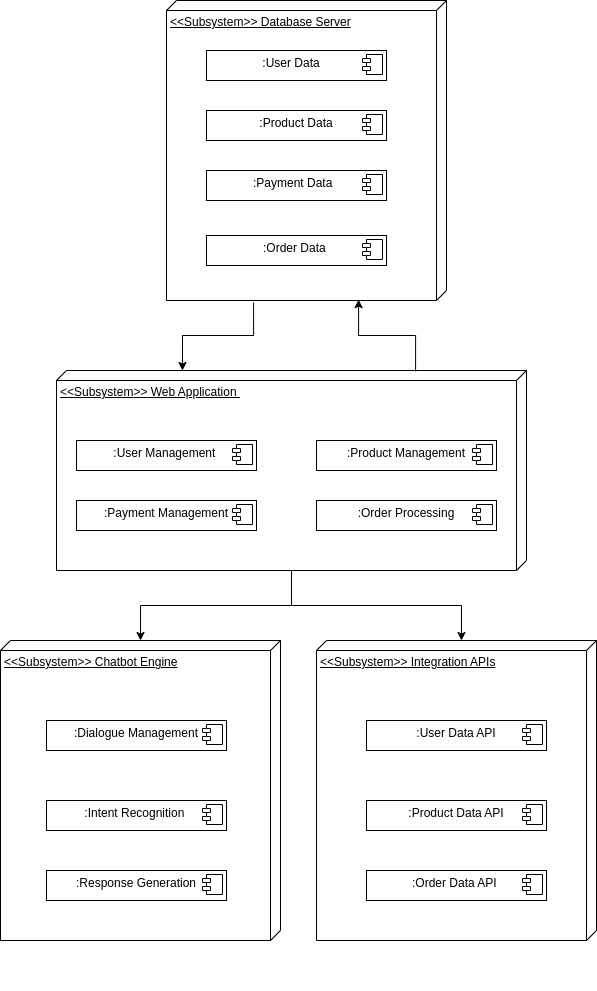 <<Subsystem>> Database Server
:User Data
:Product Data
:Payment Data
:Order Data
<<Subsystem>> Web Application
:User Management
:Product Management
:Payment Management
:Order Processing
<<Subsystem>> Chatbot Engine
:Dialogue Management
:Intent Recognition
:Response Generation
<<Subsystem>> Integration APIs
:User Data API
:Product Data API
:Order Data API